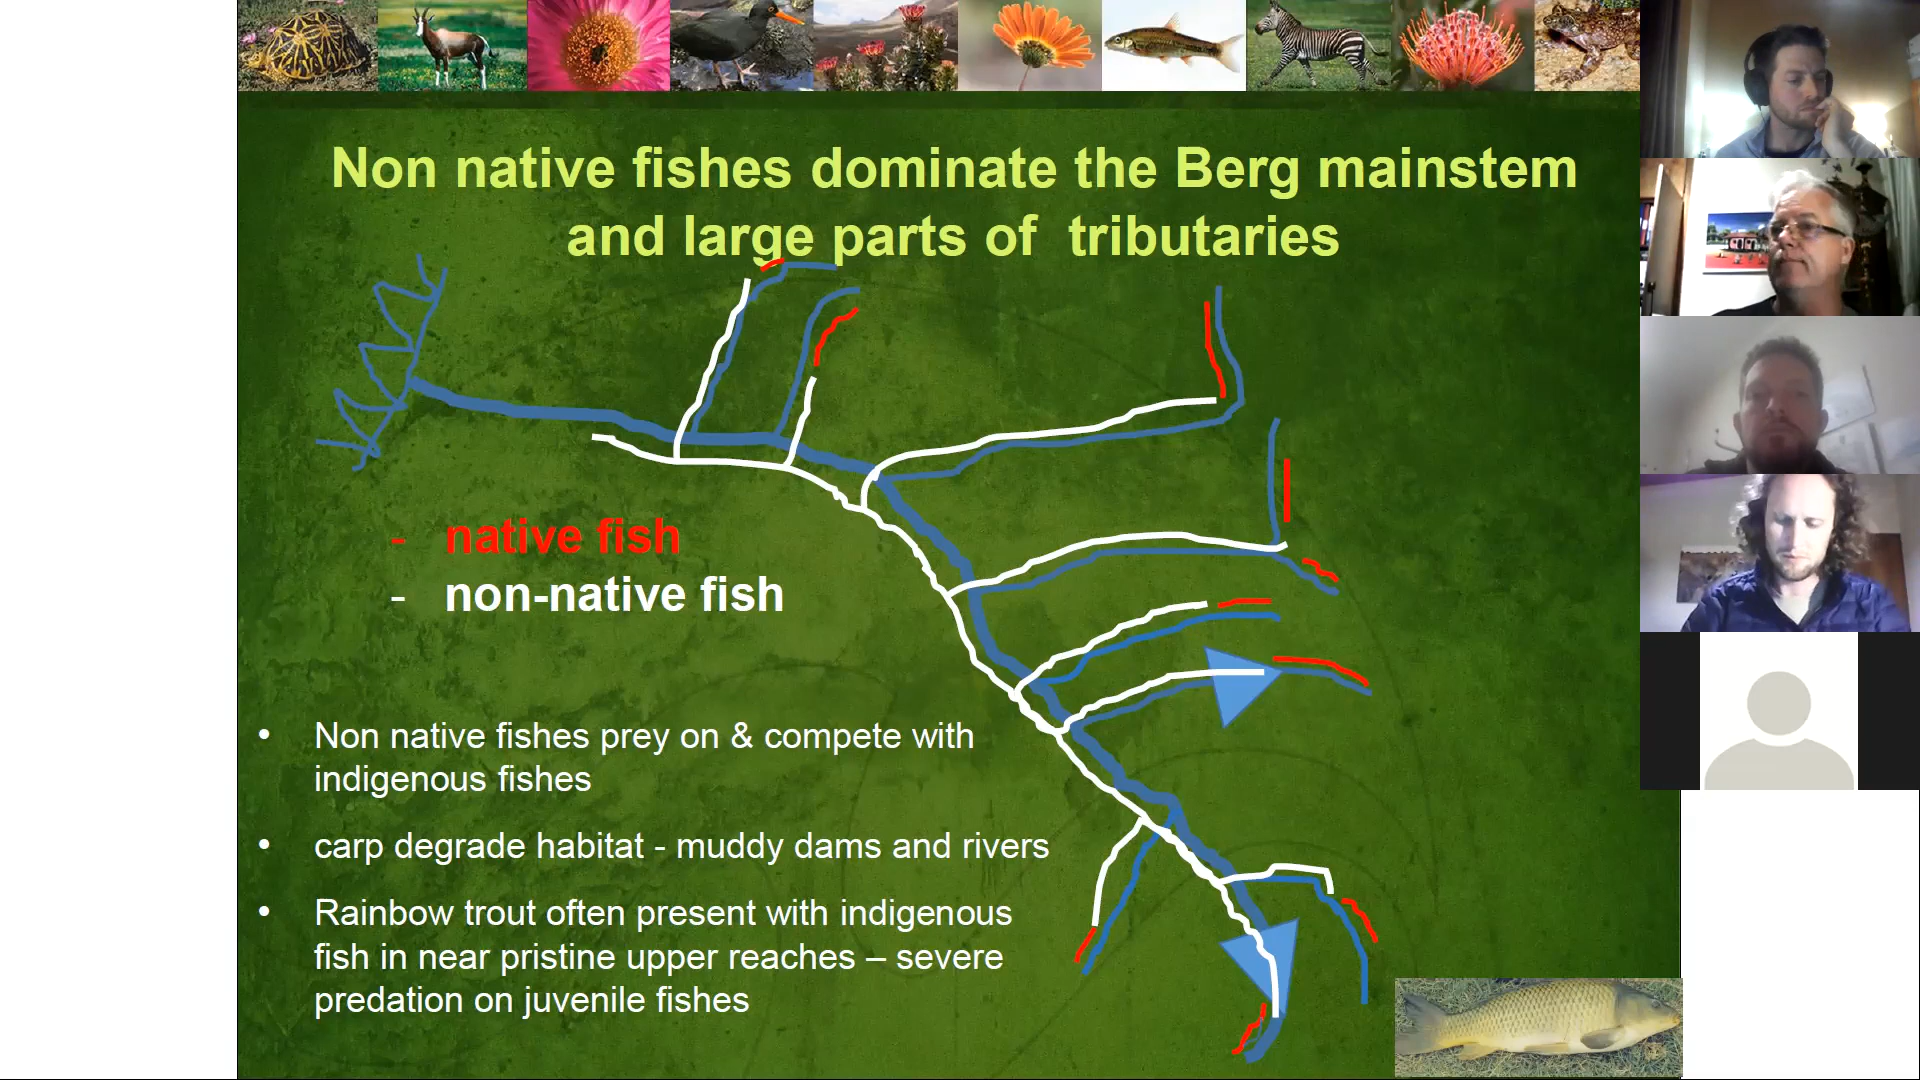 Non native fishes dominate the Berg mainstem
and large parts of  tributaries
- native fish
- non-native fish
• Non native fishes prey on & compete with
indigenous fishes
• carp degrade habitat - muddy dams and rivers
• Rainbow trout often present with indigenous
fish in near pristine upper reaches – severe
predation on juvenile fishes